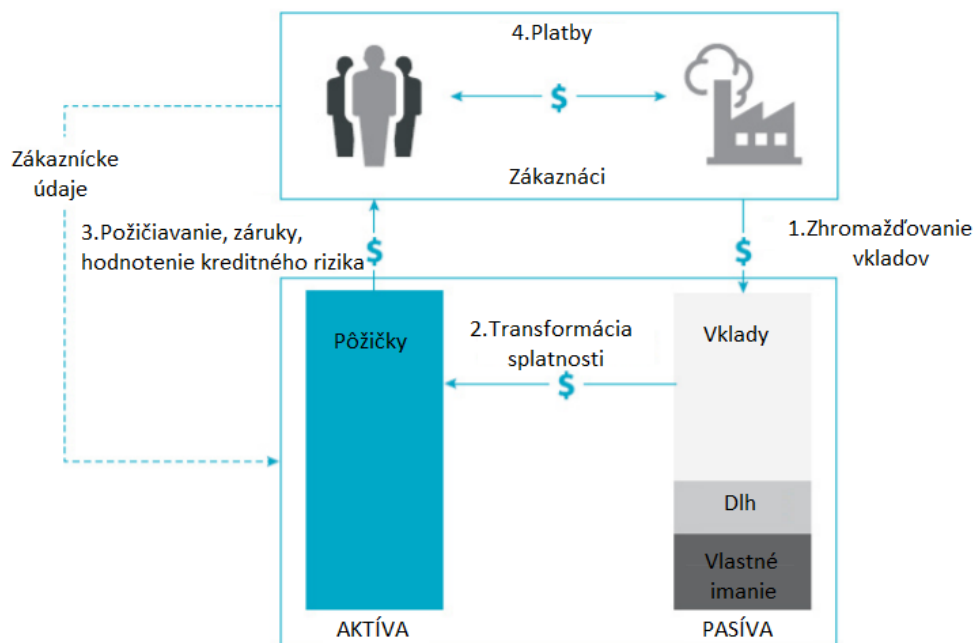 4.Platby
$
Zákaznáci
Zákaznícke
údaje
3.Požičiavanie, záruky,
hodnotenie kreditného rizika
$
$
1.Zhromažďovanie
vkladov
Pôžičky
2.Transformácia
splatnosti
$
Vklady
Dlh
Vlastné
imanie
AKTÍVA
PASÍVA